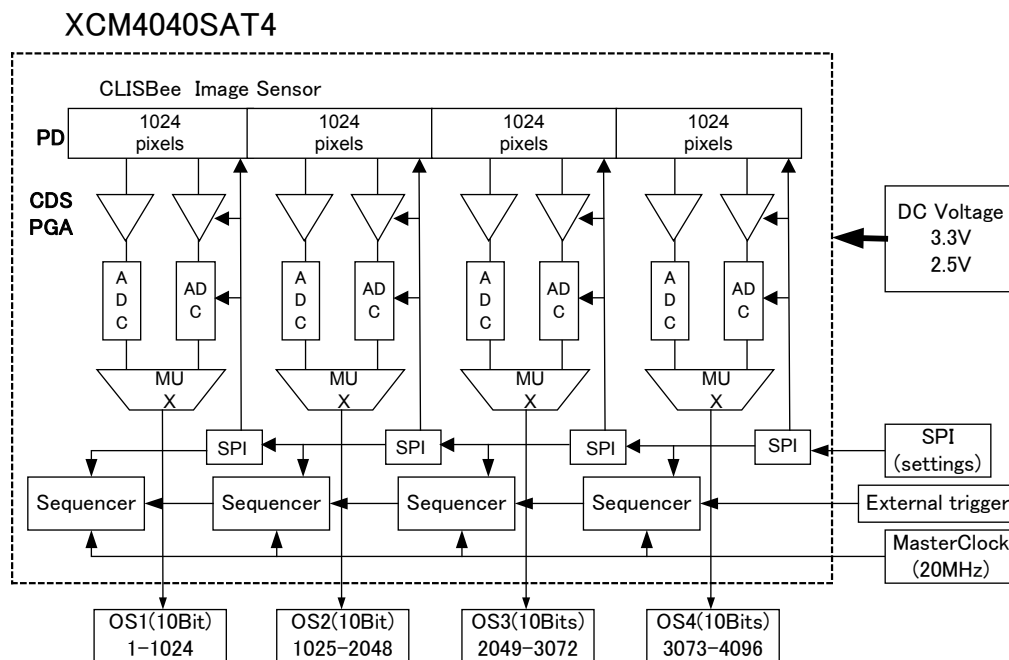 XCM4040SAT4
CLISBee Image Sensor
PD
1024
pixels
1024
pixels
1024
pixels
1024
pixels
CDS
PGA
A
D
C
AD
C
A
D
C
AD
C
A
D
C
AD
C
A
D
C
AD
C
DC Voltage
3.3V
2.5V
MU
X
MU
X
MU
X
MU
X
SPI
SPI
SPI
SPI
SPI
(settings)
Sequencer
Sequencer
Sequencer
Sequencer
External trigger
MasterClock
(20MHz)
OS1(10Bit)
1-1024
OS2(10Bit)
1025-2048
OS3(10Bits)
2049-3072
OS4(10Bits)
3073-4096